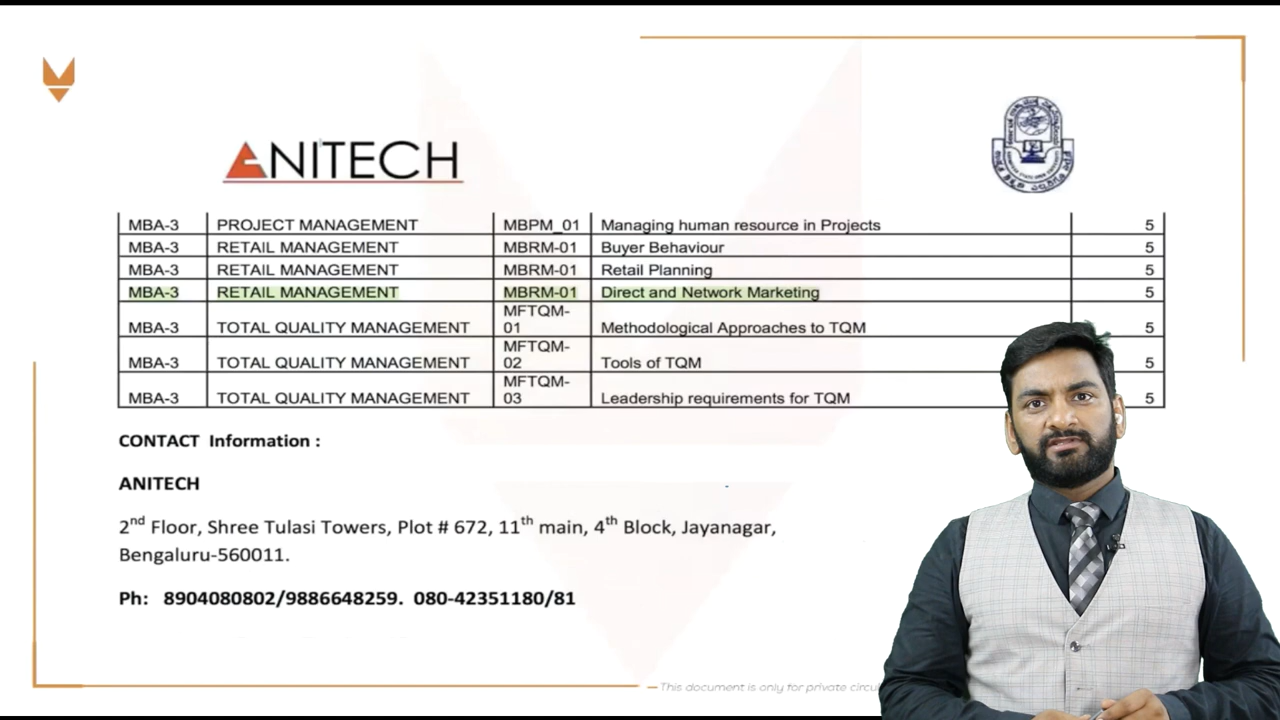 ANITECH
MBA-3 PROJECT MANAGEMENT MBPM_01 Managing human resource in Projects 5
MBA-3 RETAIL MANAGEMENT MBRM-01 Buyer Behaviour 5
MBA-3 RETAIL MANAGEMENT MBRM-01 Retail Planning 5
MBA-3 RETAIL MANAGEMENT MBRM-01 Direct and Network Marketing 5
MBA-3 TOTAL QUALITY MANAGEMENT MFTQM-01 Methodological Approaches to TQM 5
MBA-3 TOTAL QUALITY MANAGEMENT MFTQM-02 Tools of TQM 5
MBA-3 TOTAL QUALITY MANAGEMENT MFTQM-03 Leadership requirements for TQM 5
CONTACT Information :
ANITECH
2nd Floor, Shree Tulasi Towers, Plot # 672, 11th main, 4th Block, Jayanagar,
Bengaluru-560011.
Ph: 8904080802/9886648259. 080-42351180/81
This document is only for private